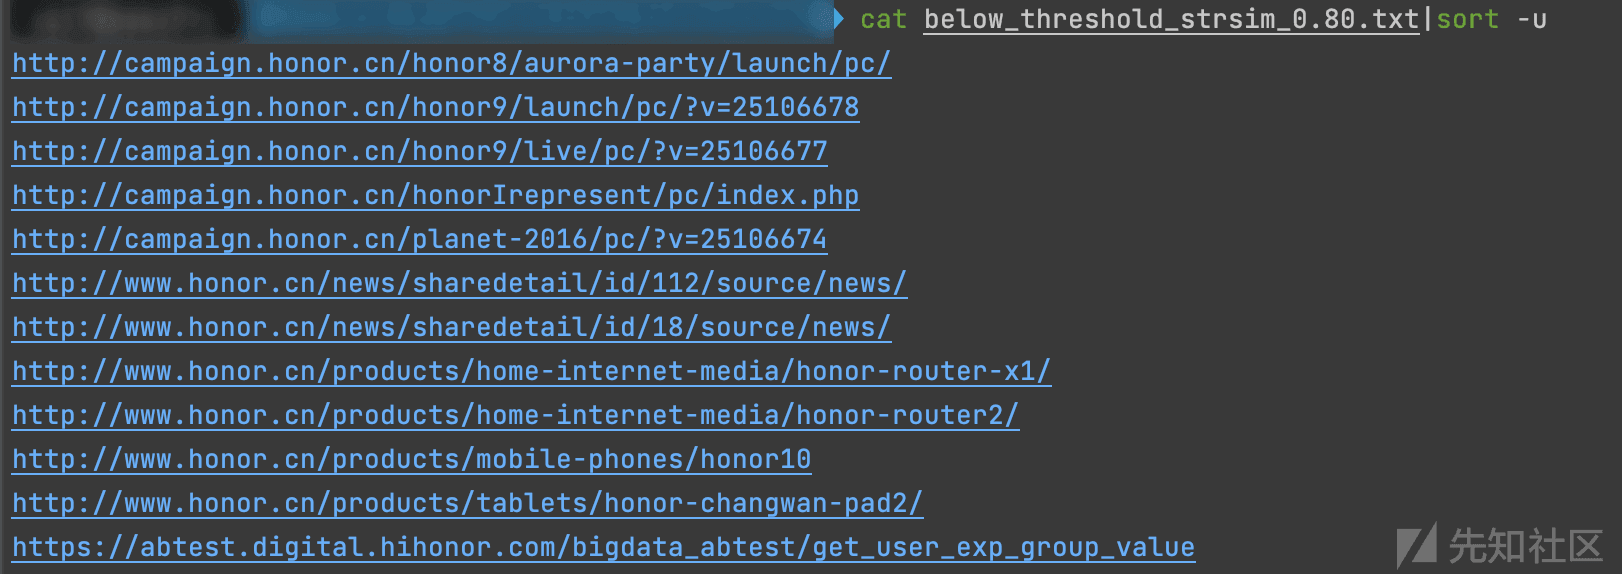 cat below_threshold_strsim_0.80.txt|sort -u
http://campaign.honor.cn/honor8/aurora-party/launch/pc/
http://campaign.honor.cn/honor9/launch/pc/?v=25106678
http://campaign.honor.cn/honor9/live/pc/?v=25106677
http://campaign.honor.cn/honorIrepresent/pc/index.php
http://campaign.honor.cn/planet-2016/pc/?v=25106674
http://www.honor.cn/news/sharedetail/id/112/source/news/
http://www.honor.cn/news/sharedetail/id/18/source/news/
http://www.honor.cn/products/home-internet-media/honor-router-x1/
http://www.honor.cn/products/home-internet-media/honor-router2/
http://www.honor.cn/products/mobile-phones/honor10
http://www.honor.cn/products/tablets/honor-changwan-pad2/
https://abtest.digital.hihonor.com/bigdata_abtest/get_user_exp_group_value
先知社区